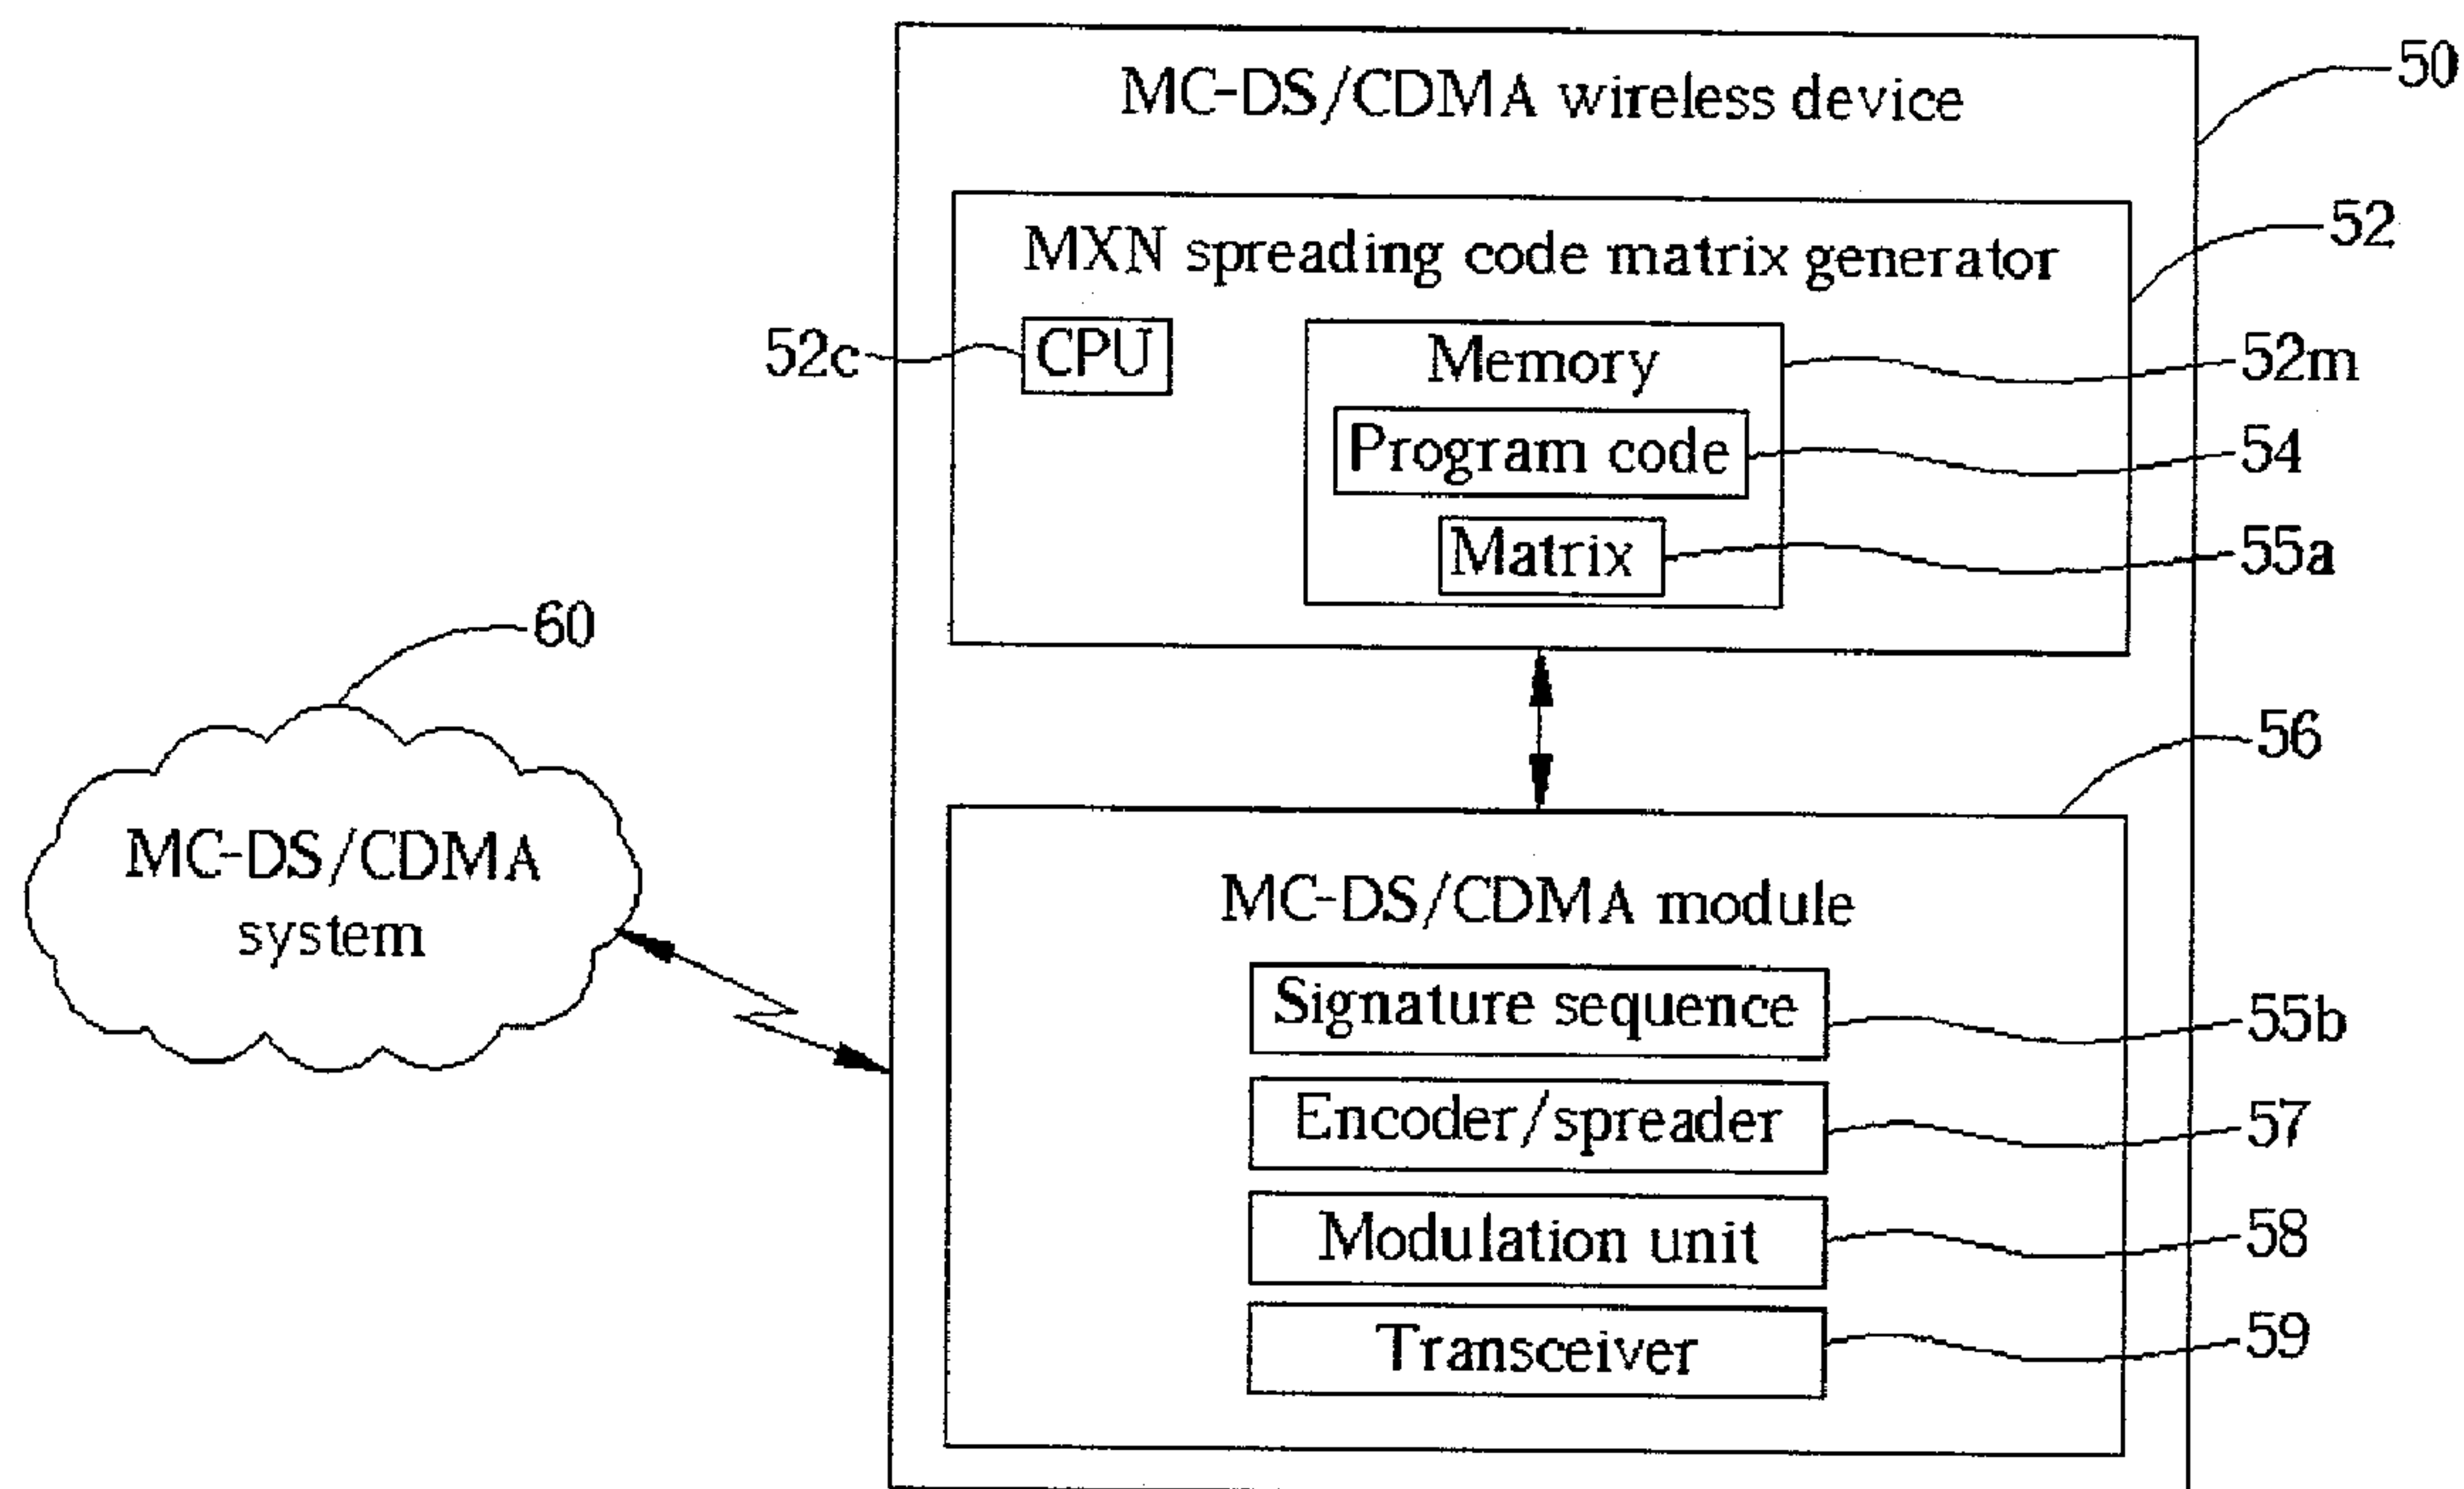 MC-DS/CDMA wireless device
50
MXN spreading code matrix generator
52
52c
CPU
Memory
52m
Program code
54
Matrix
55a
60
MC-DS/CDMA
system
56
MC-DS/CDMA module
Signature sequence
55b
Encoder/spreader
57
Modulation unit
58
Transceiver
59